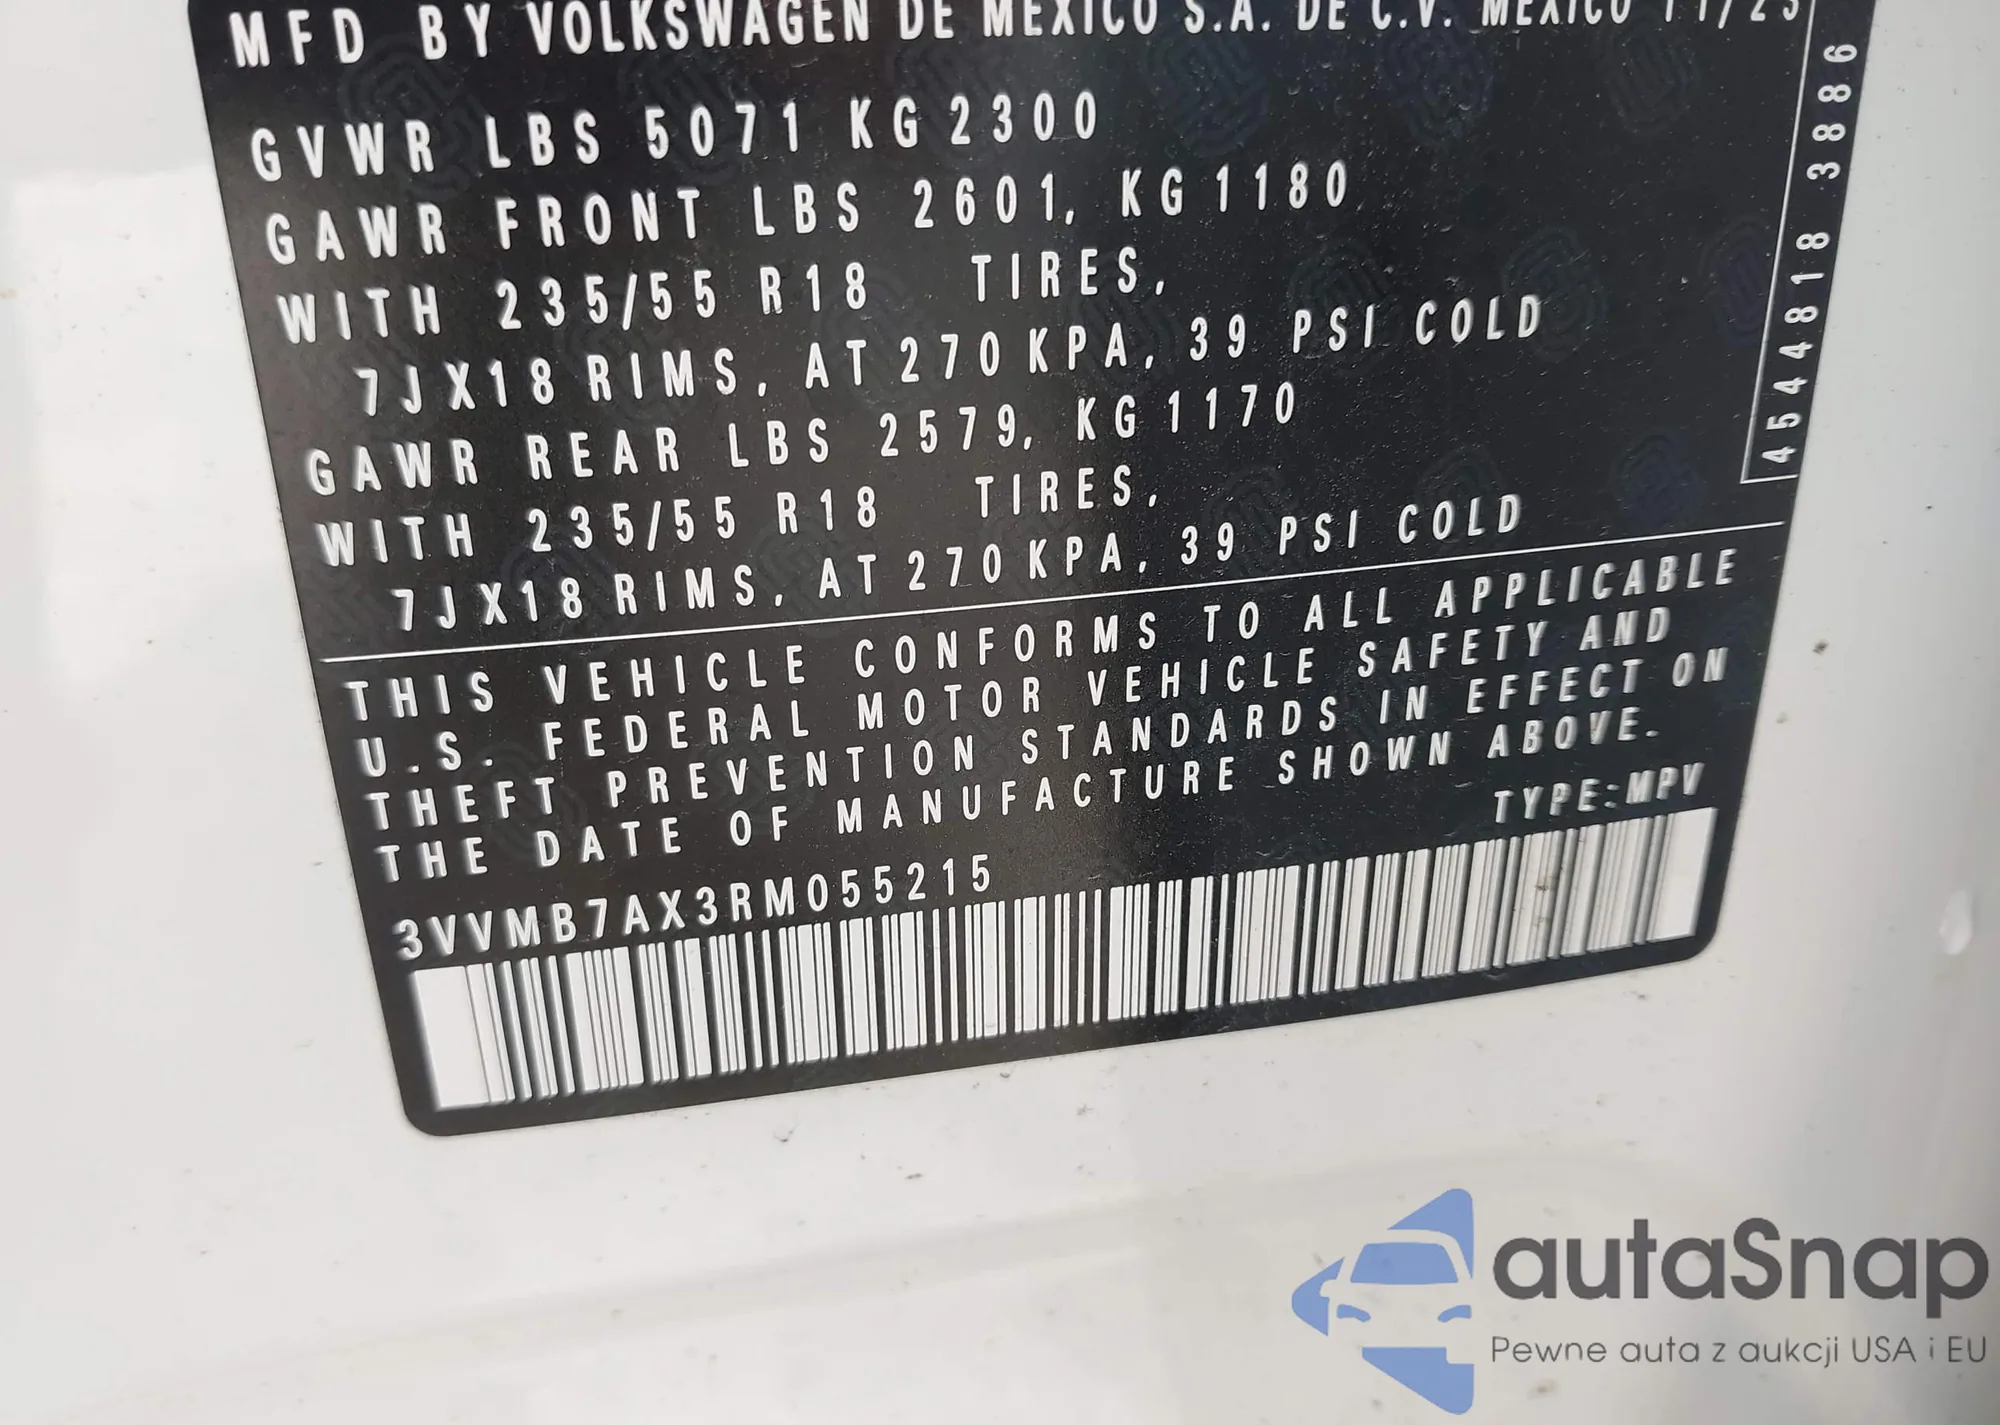 MFD BY VOLKSWAGEN DE MEXICO S.A. DE C.V. MEXICO 11/23
GVWR LBS 5071 KG 2300
GAWR FRONT LBS 2601, KG 1180
WITH 235/55 R18 TIRES,
7JX18 RIMS, AT 270 KPA, 39 PSI COLD
GAWR REAR LBS 2579, KG 1170
WITH 235/55 R18 TIRES,
7JX18 RIMS, AT 270 KPA, 39 PSI COLD
4544818 3886
THIS VEHICLE CONFORMS TO ALL APPLICABLE
U.S. FEDERAL MOTOR VEHICLE SAFETY AND
THEFT PREVENTION STANDARDS IN EFFECT ON
THE DATE OF MANUFACTURE SHOWN ABOVE.
TYPE:MPV
3VVMB7AX3RM055215
autaSnap
Pewne auta z aukcji USA i EU